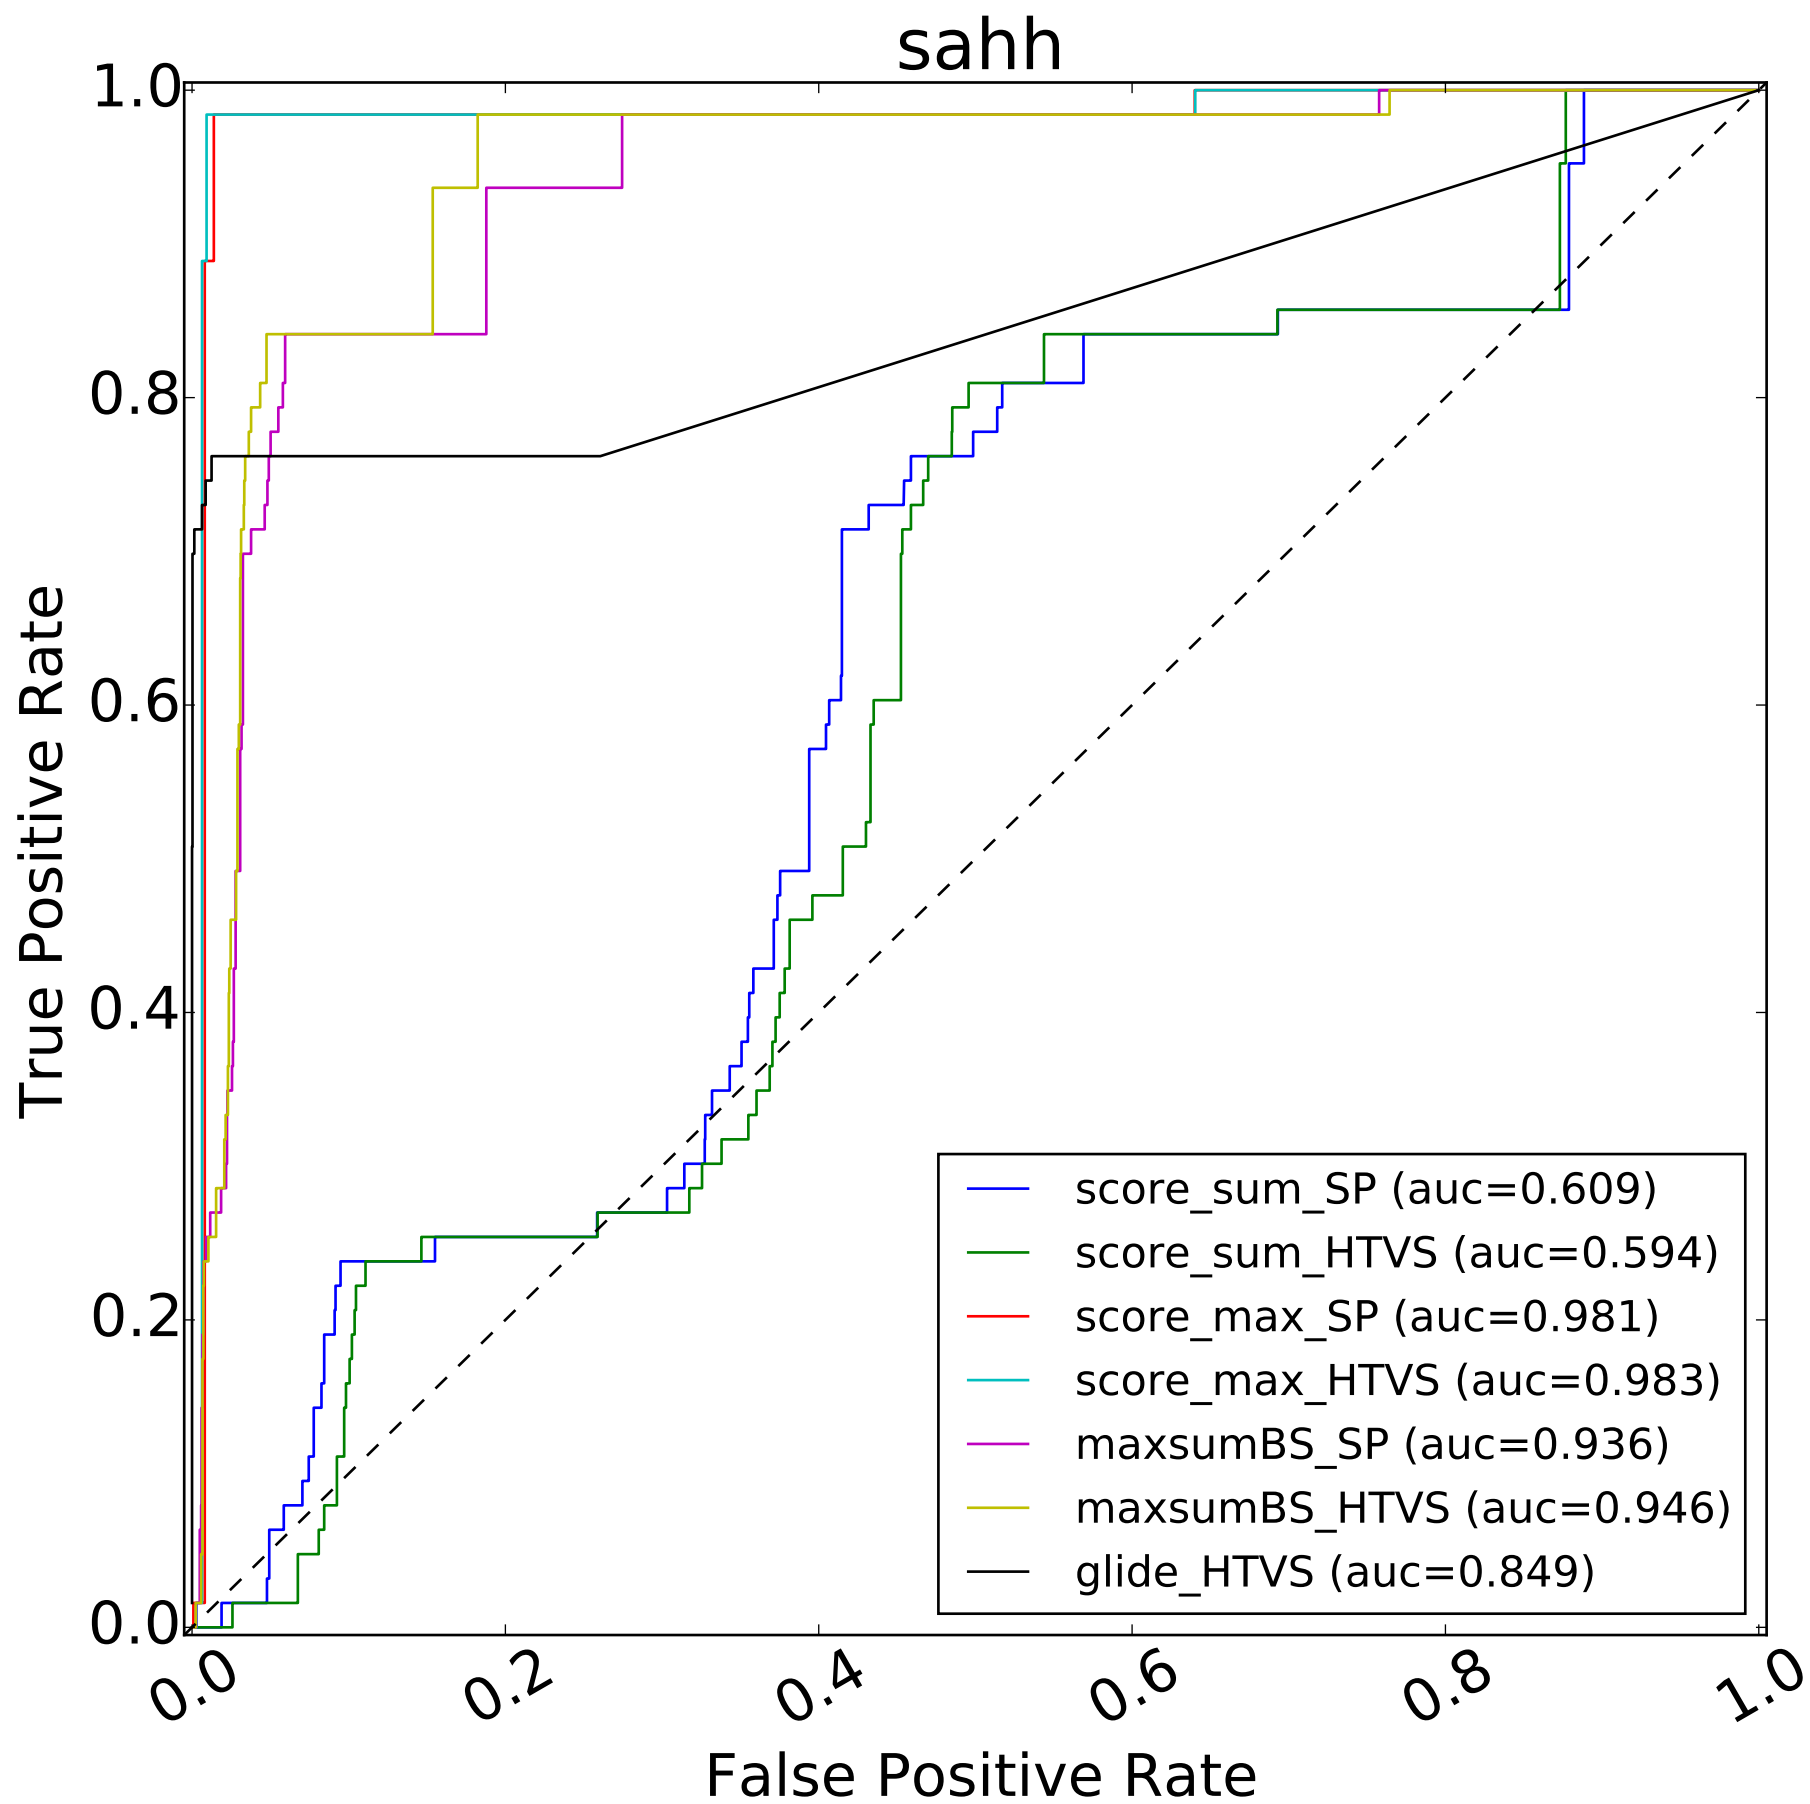 sahh
1.0
0.8
0.6
0.4
0.2
0.0
True Positive Rate
score_sum_SP (auc=0.609)
score_sum_HTVS (auc=0.594)
score_max_SP (auc=0.981)
score_max_HTVS (auc=0.983)
maxsumBS_SP (auc=0.936)
maxsumBS_HTVS (auc=0.946)
glide_HTVS (auc=0.849)
0.0 0.2 0.4 0.6 0.8 1.0
False Positive Rate